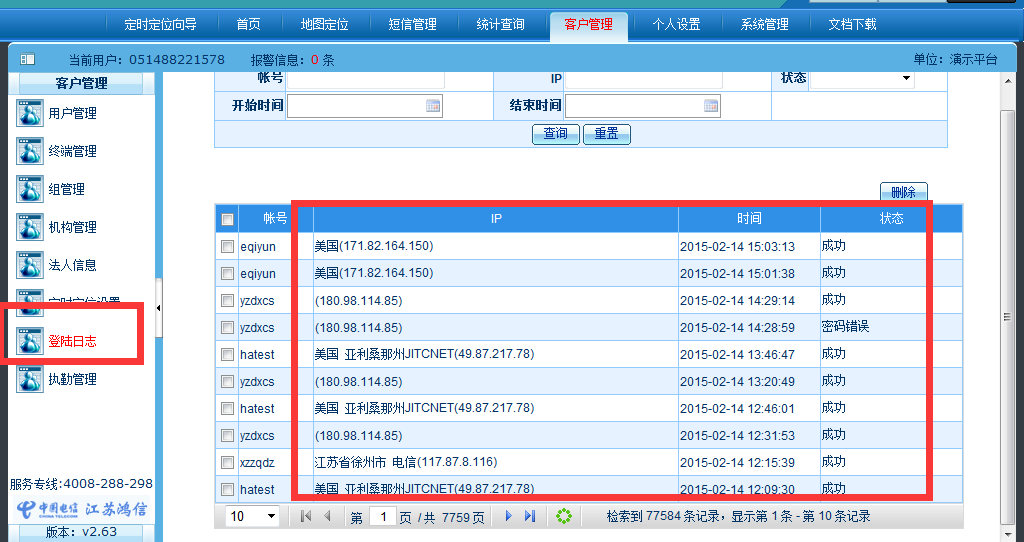 定时定位向导 首页 地图定位 短信管理 统计查询 客户管理 个人设置 系统管理 文档下载
当前用户: 051488221578 报警信息: 0 条 单位: 演示平台
客户管理
用户管理
终端管理
组管理
机构管理
法人信息
定时定位设置
登陆日志
执勤管理
服务专线:4008-288-298
中国电信 江苏鸿信
CHINA TELECOM
版本: v2.63
帐号 IP 状态
开始时间 结束时间
查询 重置
删除
帐号 IP 时间 状态
eqiyun 美国(171.82.164.150) 2015-02-14 15:03:13 成功
eqiyun 美国(171.82.164.150) 2015-02-14 15:01:38 成功
yzdxcs (180.98.114.85) 2015-02-14 14:29:14 成功
yzdxcs (180.98.114.85) 2015-02-14 14:28:59 密码错误
hatest 美国 亚利桑那州JITCNET(49.87.217.78) 2015-02-14 13:46:47 成功
yzdxcs (180.98.114.85) 2015-02-14 13:20:49 成功
hatest 美国 亚利桑那州JITCNET(49.87.217.78) 2015-02-14 12:46:01 成功
yzdxcs (180.98.114.85) 2015-02-14 12:31:53 成功
xzzqdz 江苏省徐州市 电信(117.87.8.116) 2015-02-14 12:15:39 成功
hatest 美国 亚利桑那州JITCNET(49.87.217.78) 2015-02-14 12:09:30 成功
10 第 1 页 /共 7759 页 检索到 77584 条记录，显示第 1 条 - 第 10 条记录